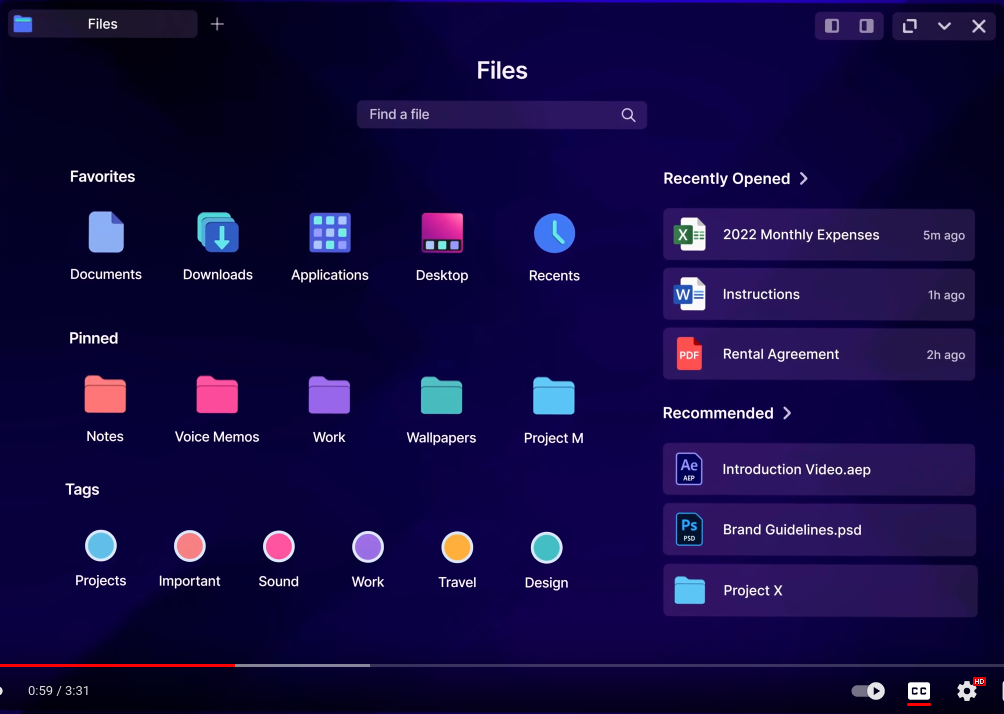 Files
Files
Find a file
Favorites
Documents
Downloads
Applications
Desktop
Recents
Pinned
Notes
Voice Memos
Work
Wallpapers
Project M
Tags
Projects
Important
Sound
Work
Travel
Design
Recently Opened
X
2022 Monthly Expenses
5m ago
W
Instructions
1h ago
PDF
Rental Agreement
2h ago
Recommended
Ae
AEP
Introduction Video.aep
Ps
PSD
Brand Guidelines.psd
Project X
0:59 / 3:31
CC
HD